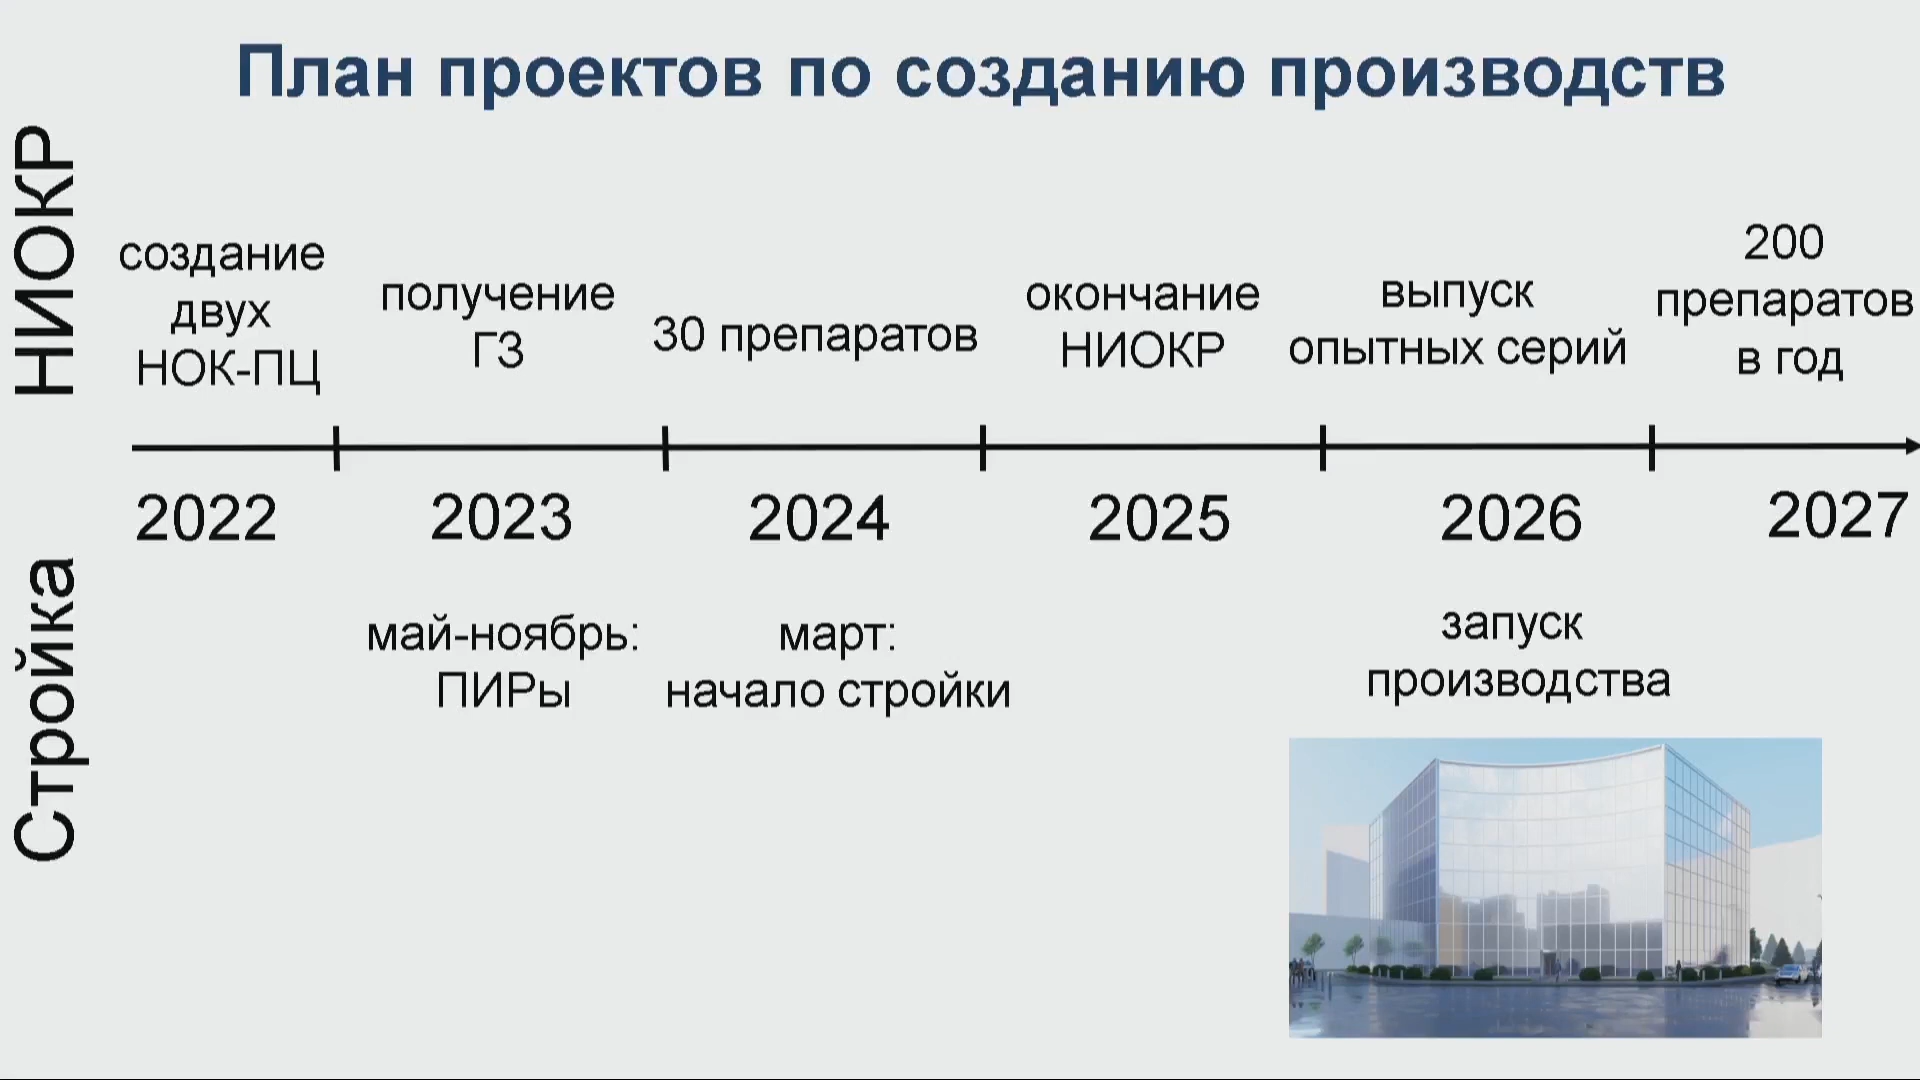 План проектов по созданию производств
НИОКР
создание
двух
НОК-ПЦ
получение
ГЗ
30 препаратов
окончание
НИОКР
выпуск
опытных серий
200
препаратов
в год
2022
2023
2024
2025
2026
2027
Стройка
май-ноябрь:
ПИРы
март:
начало стройки
запуск
производства